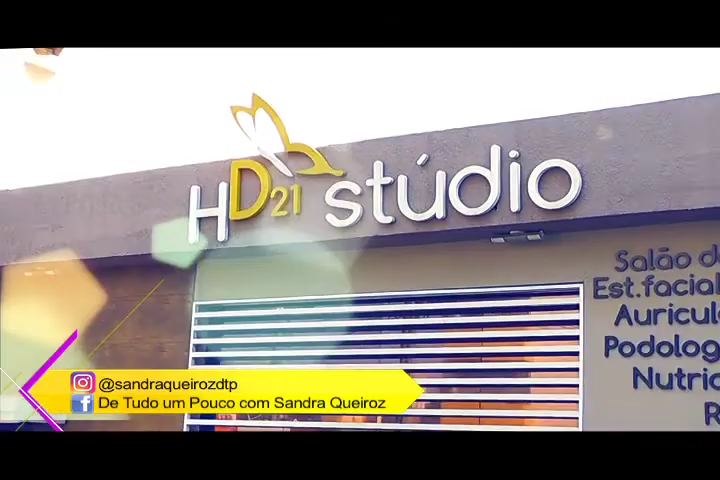 HD21 stúdio
Salão d
Est.facial
Auricul
Podolog
Nutric
R
@sandraqueirozdtp
De Tudo um Pouco com Sandra Queiroz